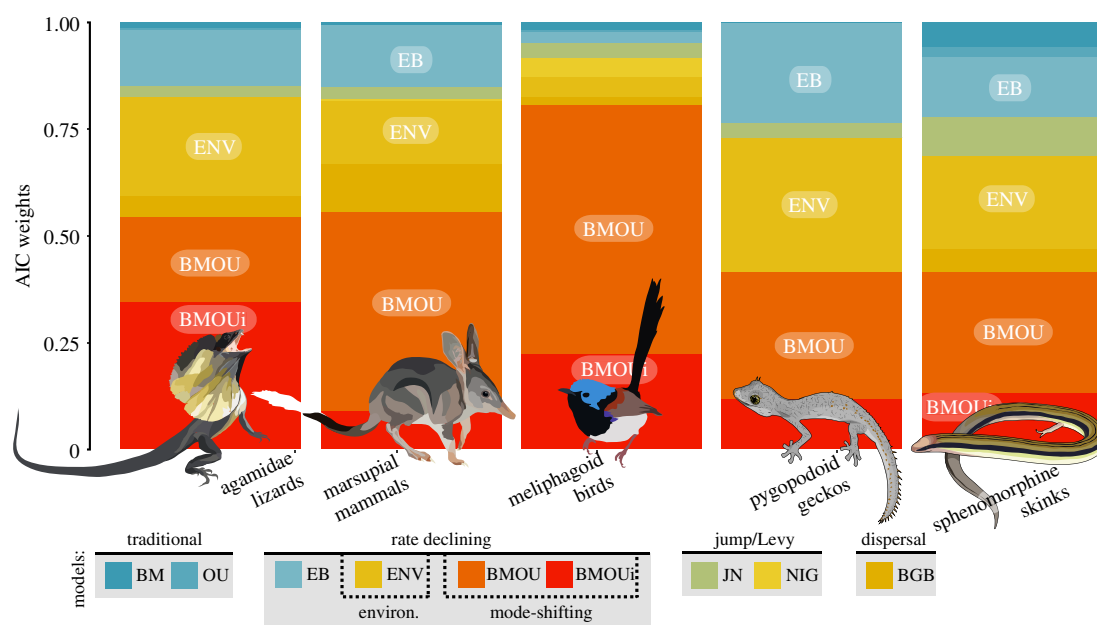 1.00
0.75
0.50
0.25
0
AIC weights
ENV
BMOU
BMOUi
EB
ENV
BMOU
BMOU
BMOUi
EB
ENV
BMOU
EB
ENV
BMOU
BMOUi
agamidae
lizards
marsupial
mammals
meliphagoid
birds
pygopodoid
geckos
sphenomorphine
skinks
models:
traditional
BM OU
rate declining
EB ENV BMOU BMOUi
environ. mode-shifting
jump/Levy
JN NIG
dispersal
BGB